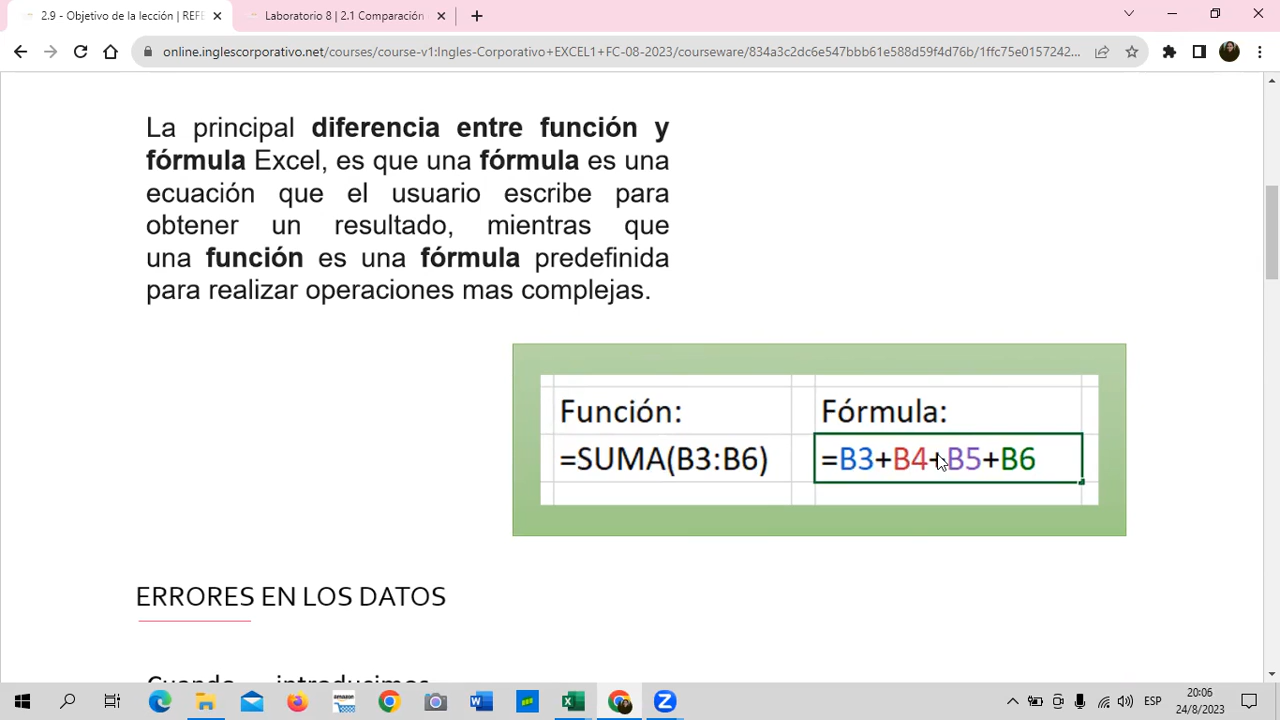 2.9 - Objetivo de la lección | REFE
Laboratorio 8 | 2.1 Comparación
online.inglescorporativo.net/courses/course-v1:Ingles-Corporativo+EXCEL1+FC-08-2023/courseware/834a3c2dc6e547bbb61e588d59f4d76b/1ffc75e0157242...
La principal diferencia entre función y
fórmula Excel, es que una fórmula es una
ecuación que el usuario escribe para
obtener un resultado, mientras que
una función es una fórmula predefinida
para realizar operaciones mas complejas.
Función: Fórmula:
=SUMA(B3:B6) =B3+B4+B5+B6
ERRORES EN LOS DATOS
Cuando introducimos
ESP
20:06
24/8/2023